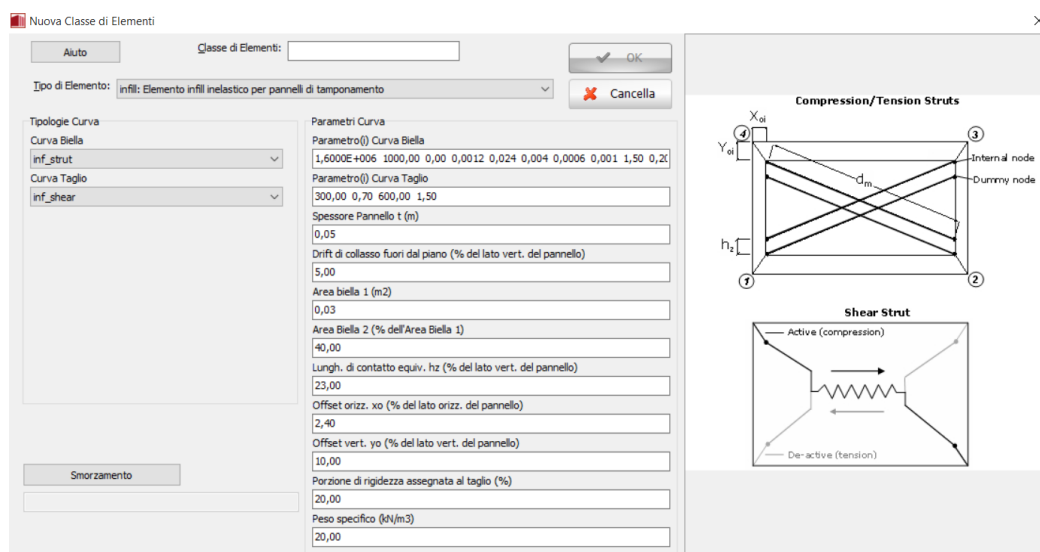 Nuova Classe di Elementi
Aiuto
Classe di Elementi:
OK
Tipo di Elemento:
infill: Elemento infill inelastico per pannelli di tamponamento
Cancella
Tipologie Curva
Curva Biella
inf_strut
Curva Taglio
inf_shear
Smorzamento
Parametri Curva
Parametro(i) Curva Biella
1,6000E+006 1000,00 0,00 0,0012 0,024 0,004 0,0006 0,001 1,50 0,20
Parametro(i) Curva Taglio
300,00 0,70 600,00 1,50
Spessore Pannello t (m)
0,05
Drift di collasso fuori dal piano (% del lato vert. del pannello)
5,00
Area biella 1 (m2)
0,03
Area Biella 2 (% dell'Area Biella 1)
40,00
Lungh. di contatto equiv. hz (% del lato vert. del pannello)
23,00
Offset orizz. xo (% del lato orizz. del pannello)
2,40
Offset vert. yo (% del lato vert. del pannello)
10,00
Porzione di rigidezza assegnata al taglio (%)
20,00
Peso specifico (kN/m3)
20,00
Compression/Tension Struts
Xoi
4
3
Yoi
Internal node
dm
Dummy node
hz
1
2
Shear Strut
Active (compression)
De-active (tension)